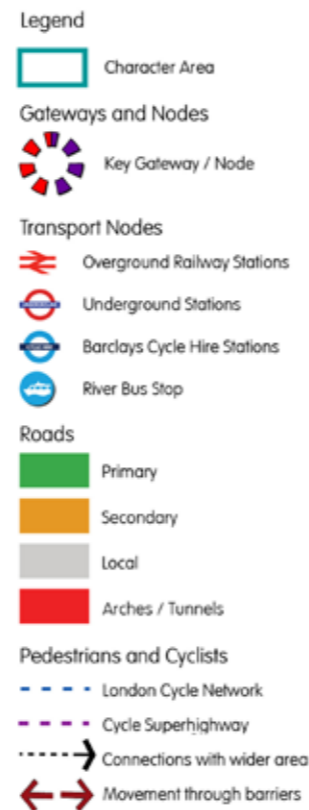 Legend
Character Area
Gateways and Nodes
Key Gateway / Node
Transport Nodes
Overground Railway Stations
Underground Stations
Barclays Cycle Hire Stations
River Bus Stop
Roads
Primary
Secondary
Local
Arches / Tunnels
Pedestrians and Cyclists
London Cycle Network
Cycle Superhighway
Connections with wider area
Movement through barriers